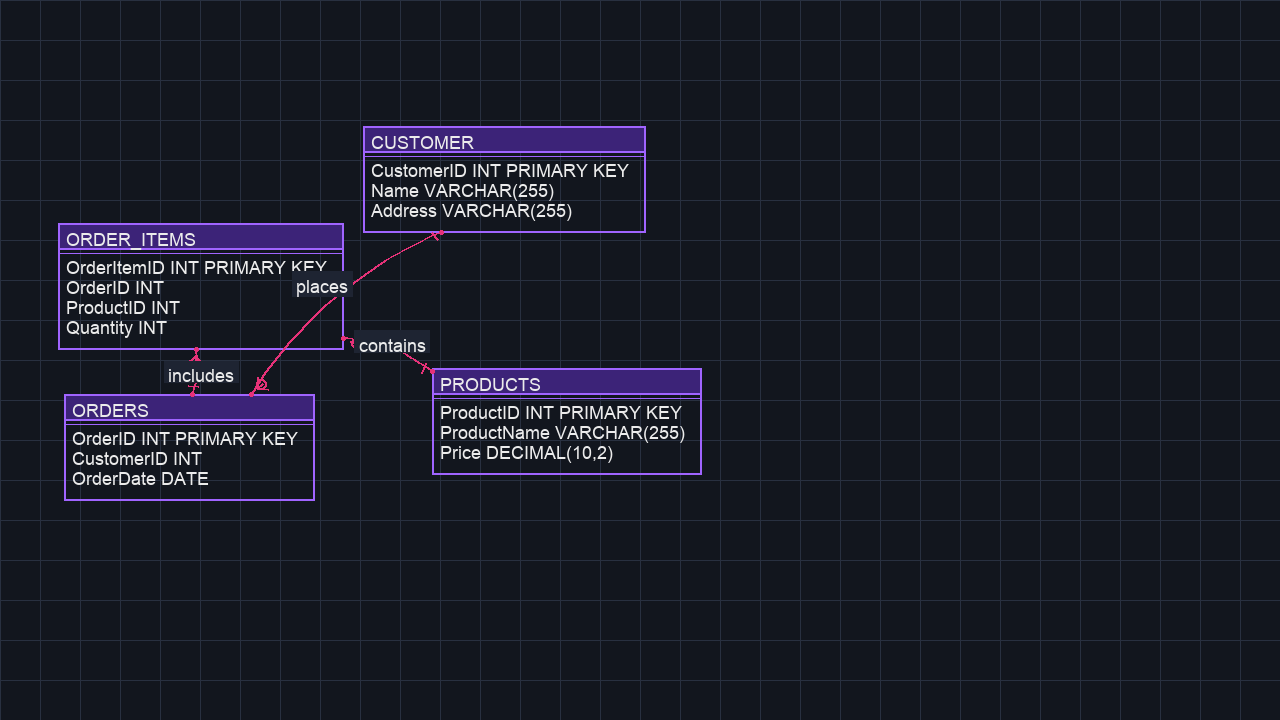 CUSTOMER
CustomerID INT PRIMARY KEY
Name VARCHAR(255)
Address VARCHAR(255)
ORDER_ITEMS
OrderItemID INT PRIMARY KEY
OrderID INT
ProductID INT
Quantity INT
places
contains
includes
PRODUCTS
ProductID INT PRIMARY KEY
ProductName VARCHAR(255)
Price DECIMAL(10,2)
ORDERS
OrderID INT PRIMARY KEY
CustomerID INT
OrderDate DATE